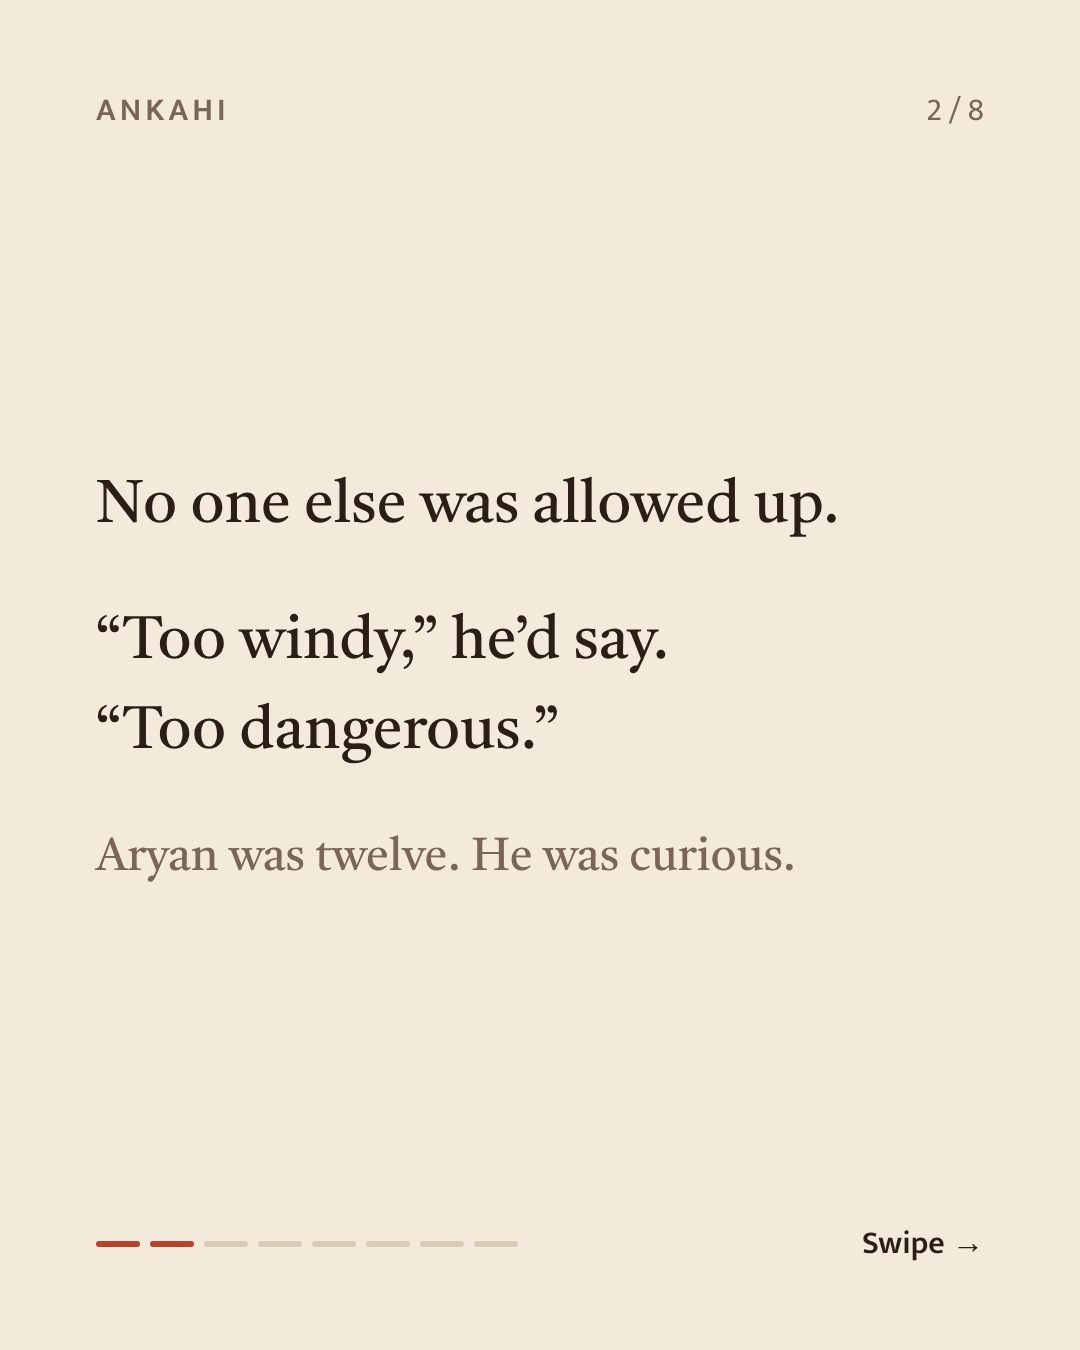 ANKAHI
2 / 8
No one else was allowed up.
“Too windy,” he’d say.
“Too dangerous.”
Aryan was twelve. He was curious.
Swipe →